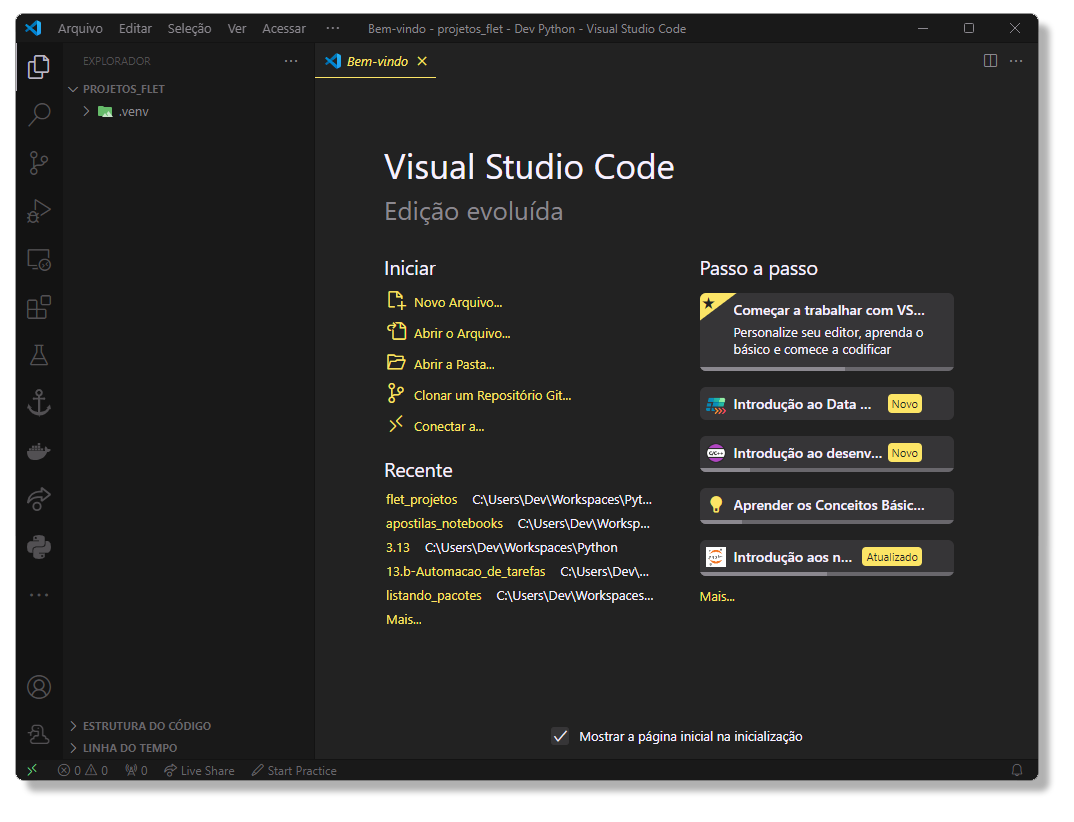 Arquivo Editar Seleção Ver Acessar ··· Bem-vindo - projetos_flet - Dev Python - Visual Studio Code
EXPLORADOR ···
PROJETOS_FLET
.venv
Bem-vindo
Visual Studio Code
Edição evoluída
Iniciar
Novo Arquivo...
Abrir o Arquivo...
Abrir a Pasta...
Clonar um Repositório Git...
Conectar a...
Recente
flet_projetos C:\Users\Dev\Workspaces\Pyt...
apostilas_notebooks C:\Users\Dev\Worksp...
3.13 C:\Users\Dev\Workspaces\Python
13.b-Automacao_de_tarefas C:\Users\Dev\...
listando_pacotes C:\Users\Dev\Workspaces...
Mais...
Passo a passo
Começar a trabalhar com VS...
Personalize seu editor, aprenda o
básico e comece a codificar
Introdução ao Data ... Novo
C/C++ Introdução ao desenv... Novo
Aprender os Conceitos Básic...
Introdução aos n... Atualizado
Mais...
Mostrar a página inicial na inicialização
ESTRUTURA DO CÓDIGO
LINHA DO TEMPO
0 0 0 Live Share Start Practice